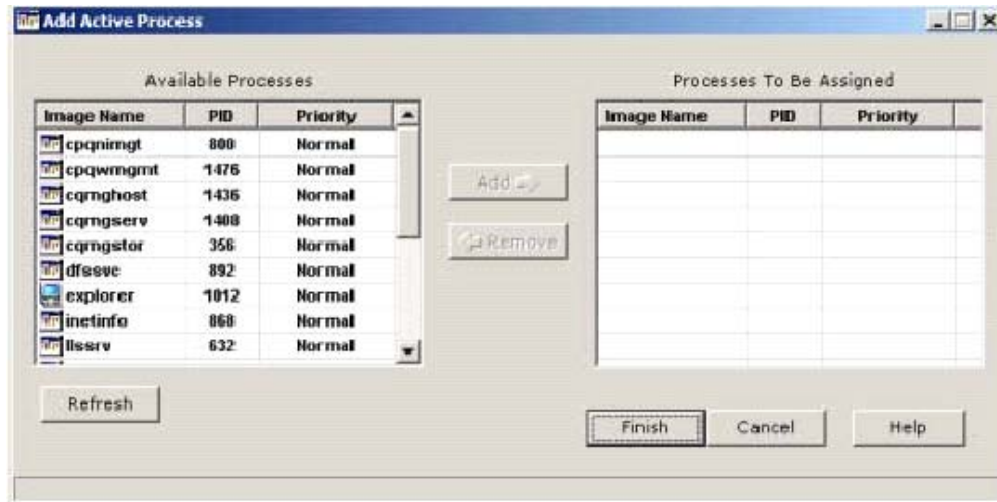 Add Active Process
Available Processes
Processes To Be Assigned
Image Name PID Priority
Image Name PID Priority
cpqnimgt 808 Normal
cpqwmgmt 1476 Normal
cqmghost 1436 Normal
cqmgserv 1408 Normal
cqmgstor 356 Normal
dfssvc 892 Normal
explorer 1012 Normal
inetinfo 868 Normal
llssrv 632 Normal
Add
Remove
Refresh
Finish
Cancel
Help